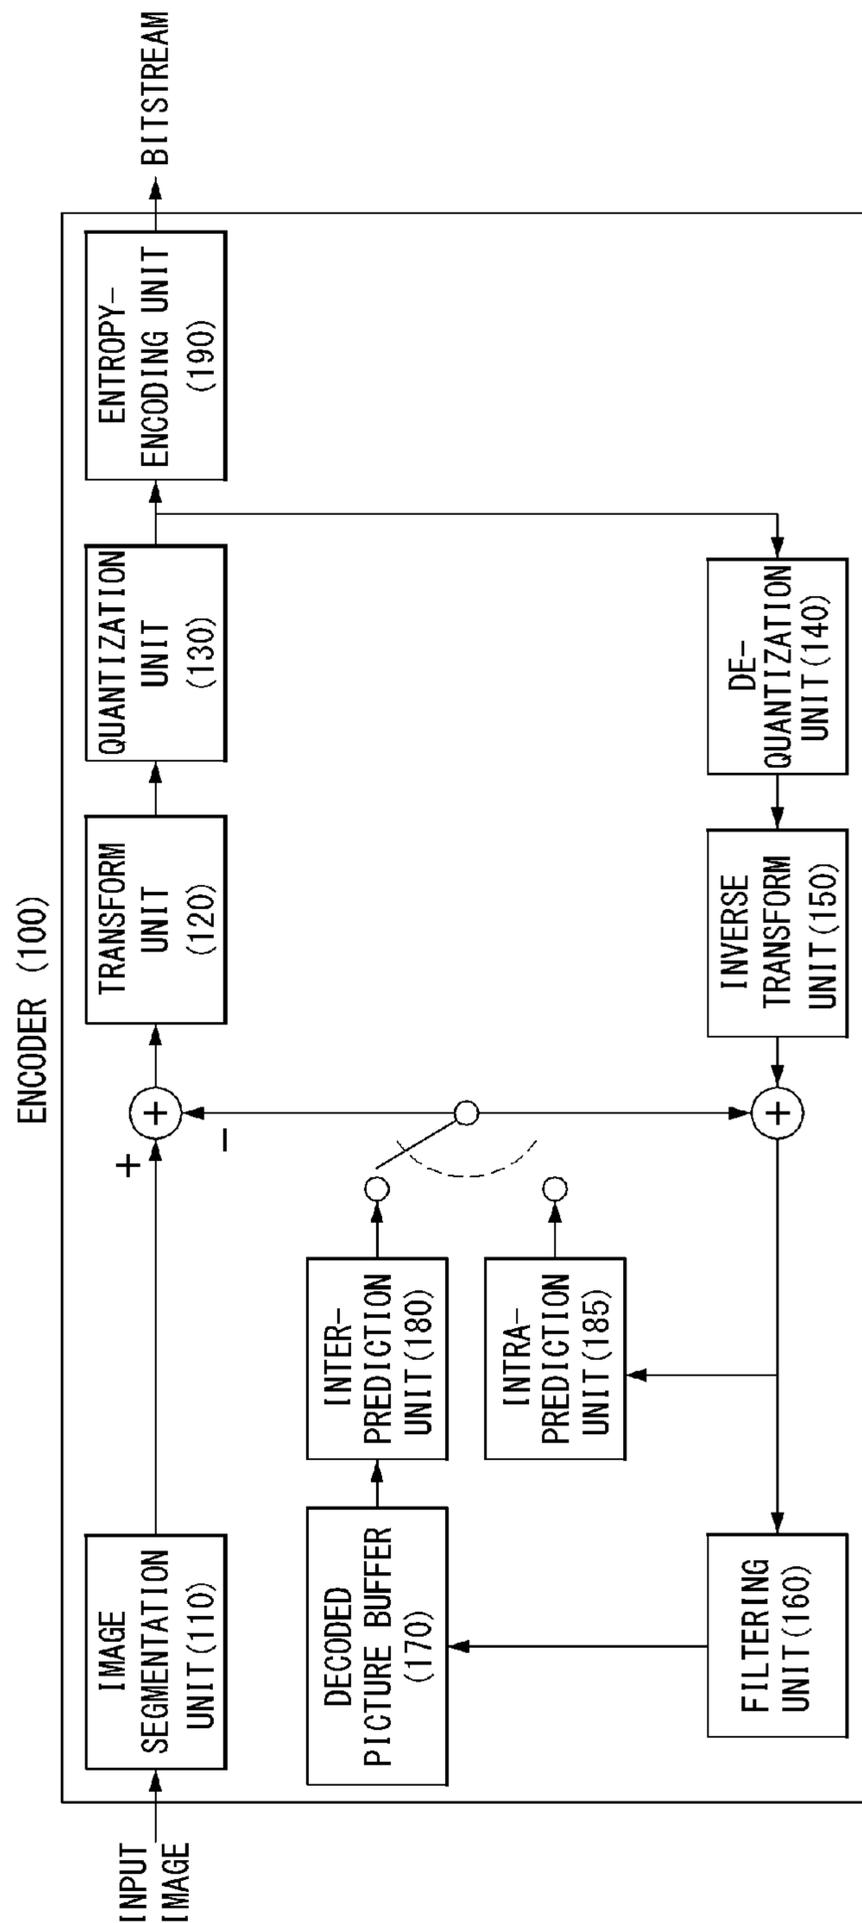 ENCODER (100)
INPUT
IMAGE
IMAGE
SEGMENTATION
UNIT(110)
+
−
+
TRANSFORM
UNIT
(120)
QUANTIZATION
UNIT
(130)
ENTROPY-
ENCODING UNIT
(190)
BITSTREAM
DECODED
PICTURE BUFFER
(170)
INTER-
PREDICTION
UNIT(180)
INTRA-
PREDICTION
UNIT(185)
FILTERING
UNIT(160)
+
INVERSE
TRANSFORM
UNIT(150)
DE-
QUANTIZATION
UNIT(140)